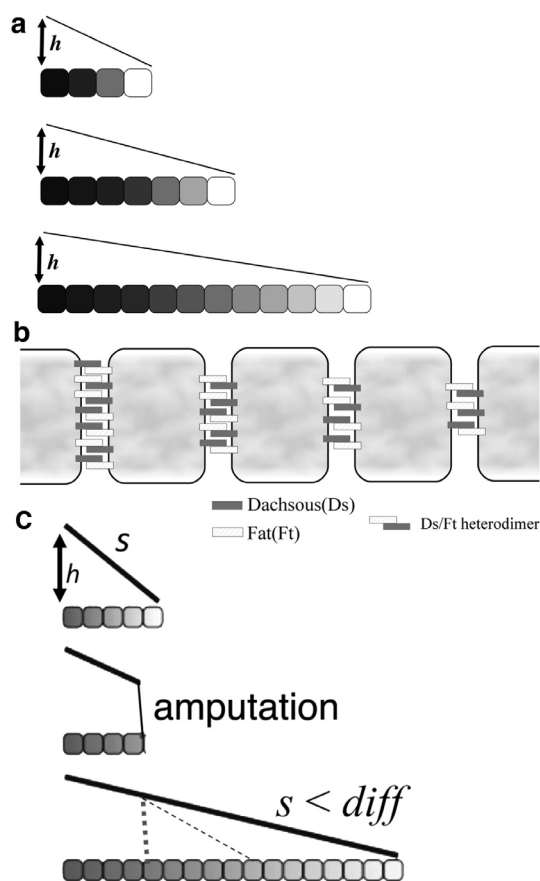 a
h
h
h
b
Dachsous(Ds)
Fat(Ft)
Ds/Ft heterodimer
c
s
h
amputation
s < diff